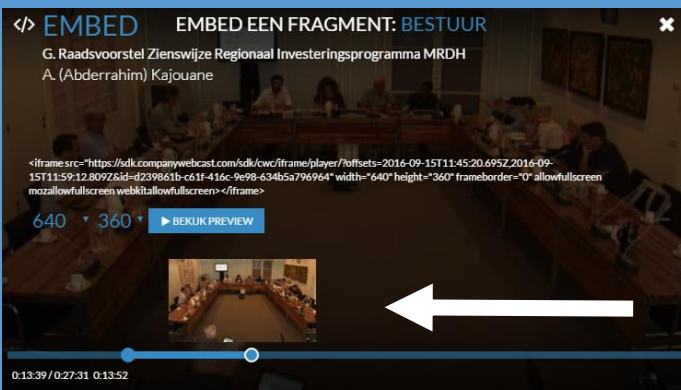 </> EMBED EMBED EEN FRAGMENT: BESTUUR
G. Raadsvoorstel Zienswijze Regionaal Investeringsprogramma MRDH
A. (Abderrahim) Kajouane
<iframe src="https://sdk.companywebcast.com/sdk/cwc/iframe/player/?offsets=2016-09-15T11:45:20.695Z,2016-09-
15T11:59:12.809Z&id=d239861b-c61f-416c-9e98-634b5a796964" width="640" height="360" frameborder="0" allowfullscreen
mozallowfullscreen webkitallowfullscreen></iframe>
640 360 BEKIJK PREVIEW
0:13:39 / 0:27:31 0:13:52